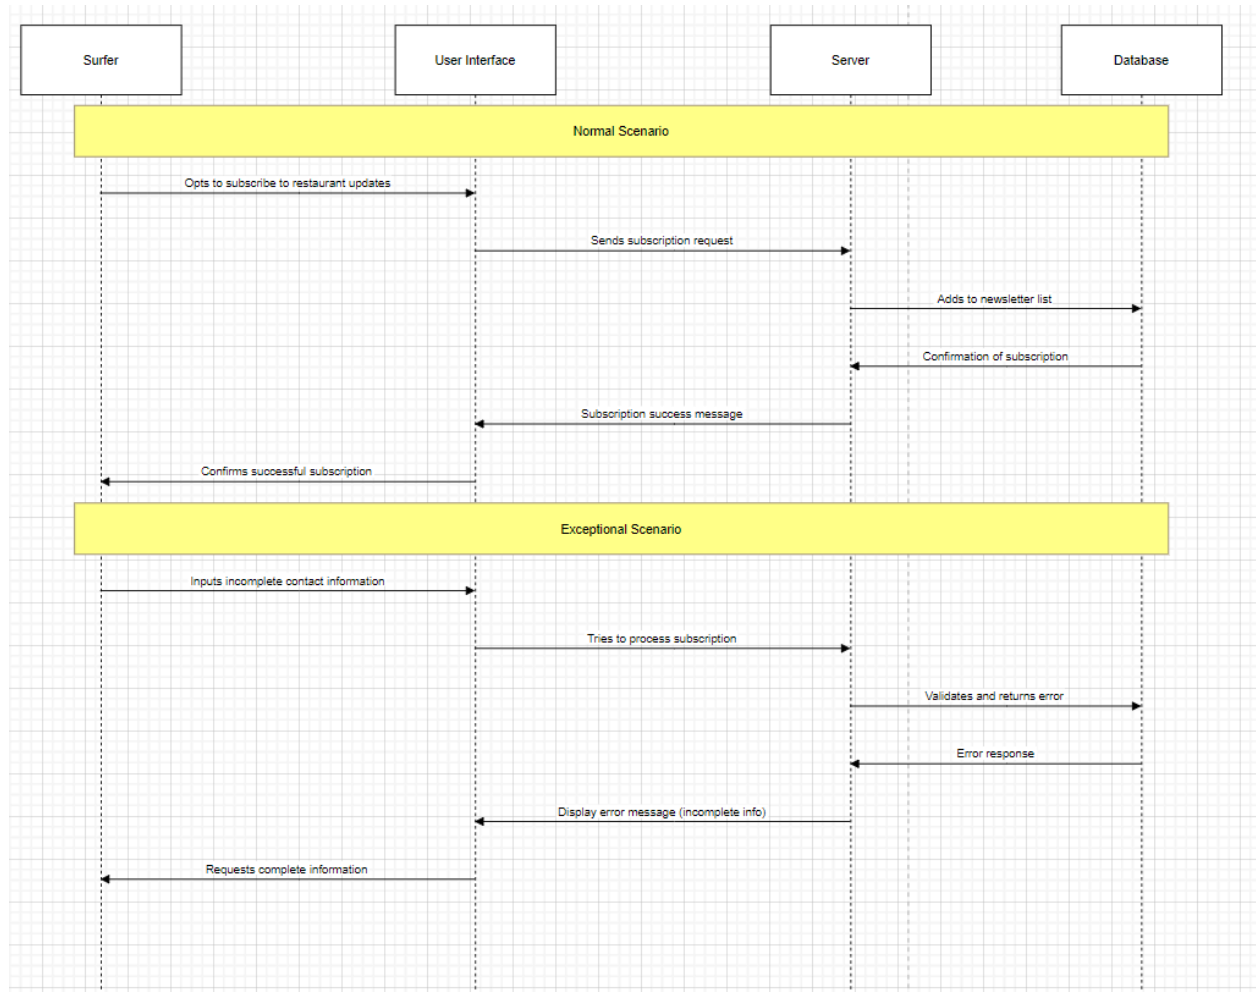 Surfer
User Interface
Server
Database
Normal Scenario
Opts to subscribe to restaurant updates
Sends subscription request
Adds to newsletter list
Confirmation of subscription
Subscription success message
Confirms successful subscription
Exceptional Scenario
Inputs incomplete contact information
Tries to process subscription
Validates and returns error
Error response
Display error message (incomplete info)
Requests complete information